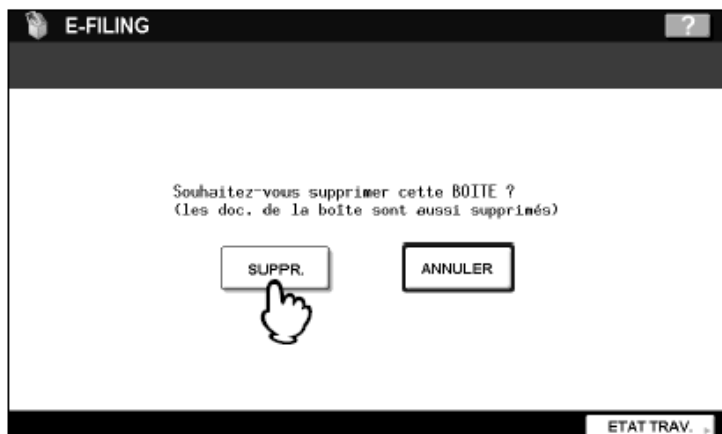 E-FILING
?
Souhaitez-vous supprimer cette BOITE ?
(les doc. de la boîte sont aussi supprimés)
SUPPR.
ANNULER
ETAT TRAV.